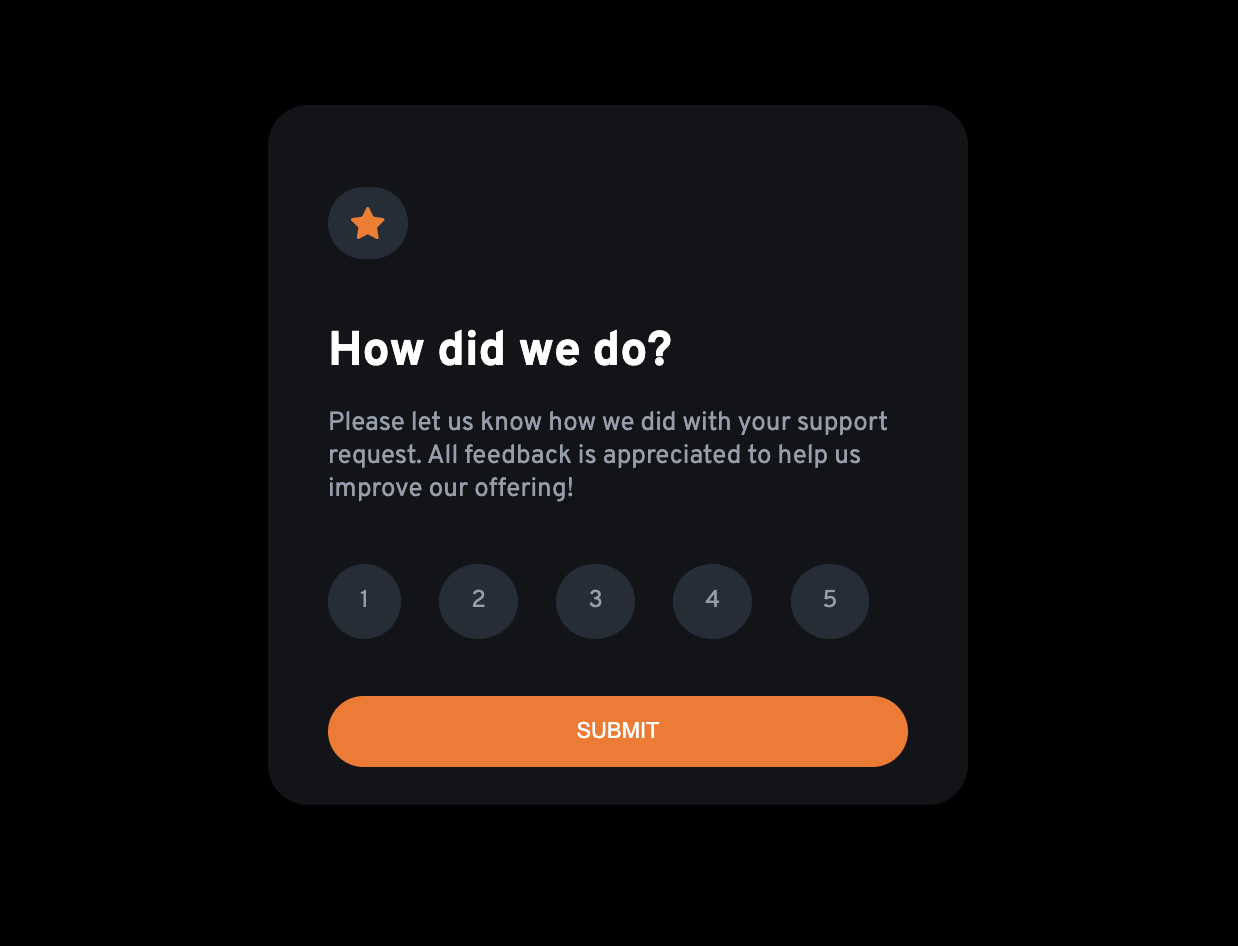 How did we do?
Please let us know how we did with your support
request. All feedback is appreciated to help us
improve our offering!
1 2 3 4 5
SUBMIT